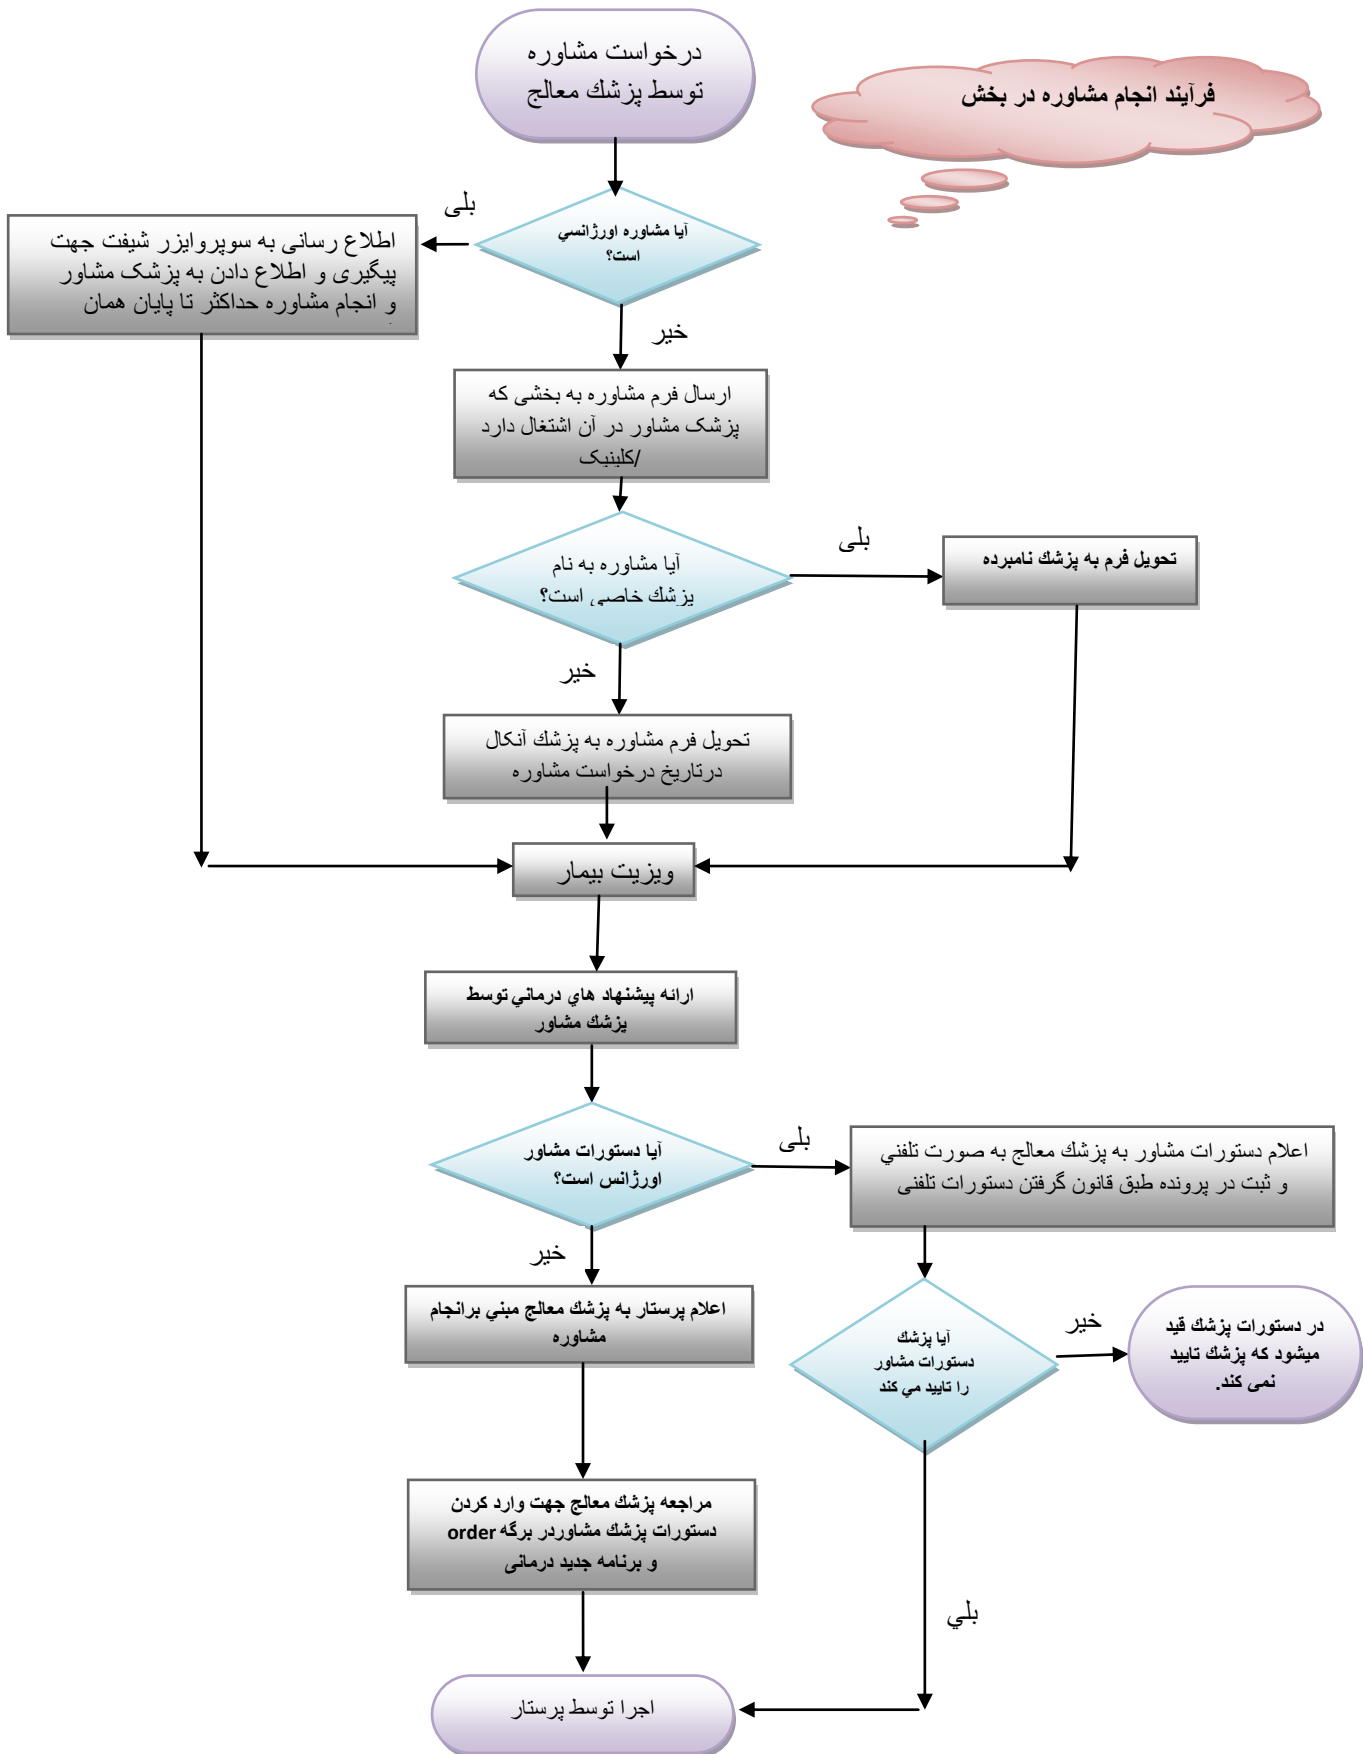 درخواست مشاوره
توسط پزشك معالج
فرآیند انجام مشاوره در بخش
آيا مشاوره اورژانسي
است؟
بلی
اطلاع رسانی به سوپروایزر شیفت جهت
پیگیری و اطلاع دادن به پزشک مشاور
و انجام مشاوره حداکثر تا پایان همان
خیر
ارسال فرم مشاوره به بخشی که
پزشک مشاور در آن اشتغال دارد
/کلینیک
آیا مشاوره به نام
پزشك خاصی است؟
بلی
تحویل فرم به پزشك نامبرده
خیر
تحویل فرم مشاوره به پزشك آنکال
درتاریخ درخواست مشاوره
ویزیت بیمار
ارائه پیشنهاد هاي درماني توسط
پزشك مشاور
آیا دستورات مشاور
اورژانس است؟
بلی
اعلام دستورات مشاور به پزشك معالج به صورت تلفني
و ثبت در پرونده طبق قانون گرفتن دستورات تلفنی
خیر
اعلام پرستار به پزشك معالج مبني برانجام
مشاوره
آیا پزشك
دستورات مشاور
را تایید مي کند
خیر
در دستورات پزشك قید
میشود که پزشك تایید
نمی کند.
مراجعه پزشك معالج جهت وارد کردن
دستورات پزشك مشاوردر برگه order
و برنامه جدید درمانی
بلي
اجرا توسط پرستار